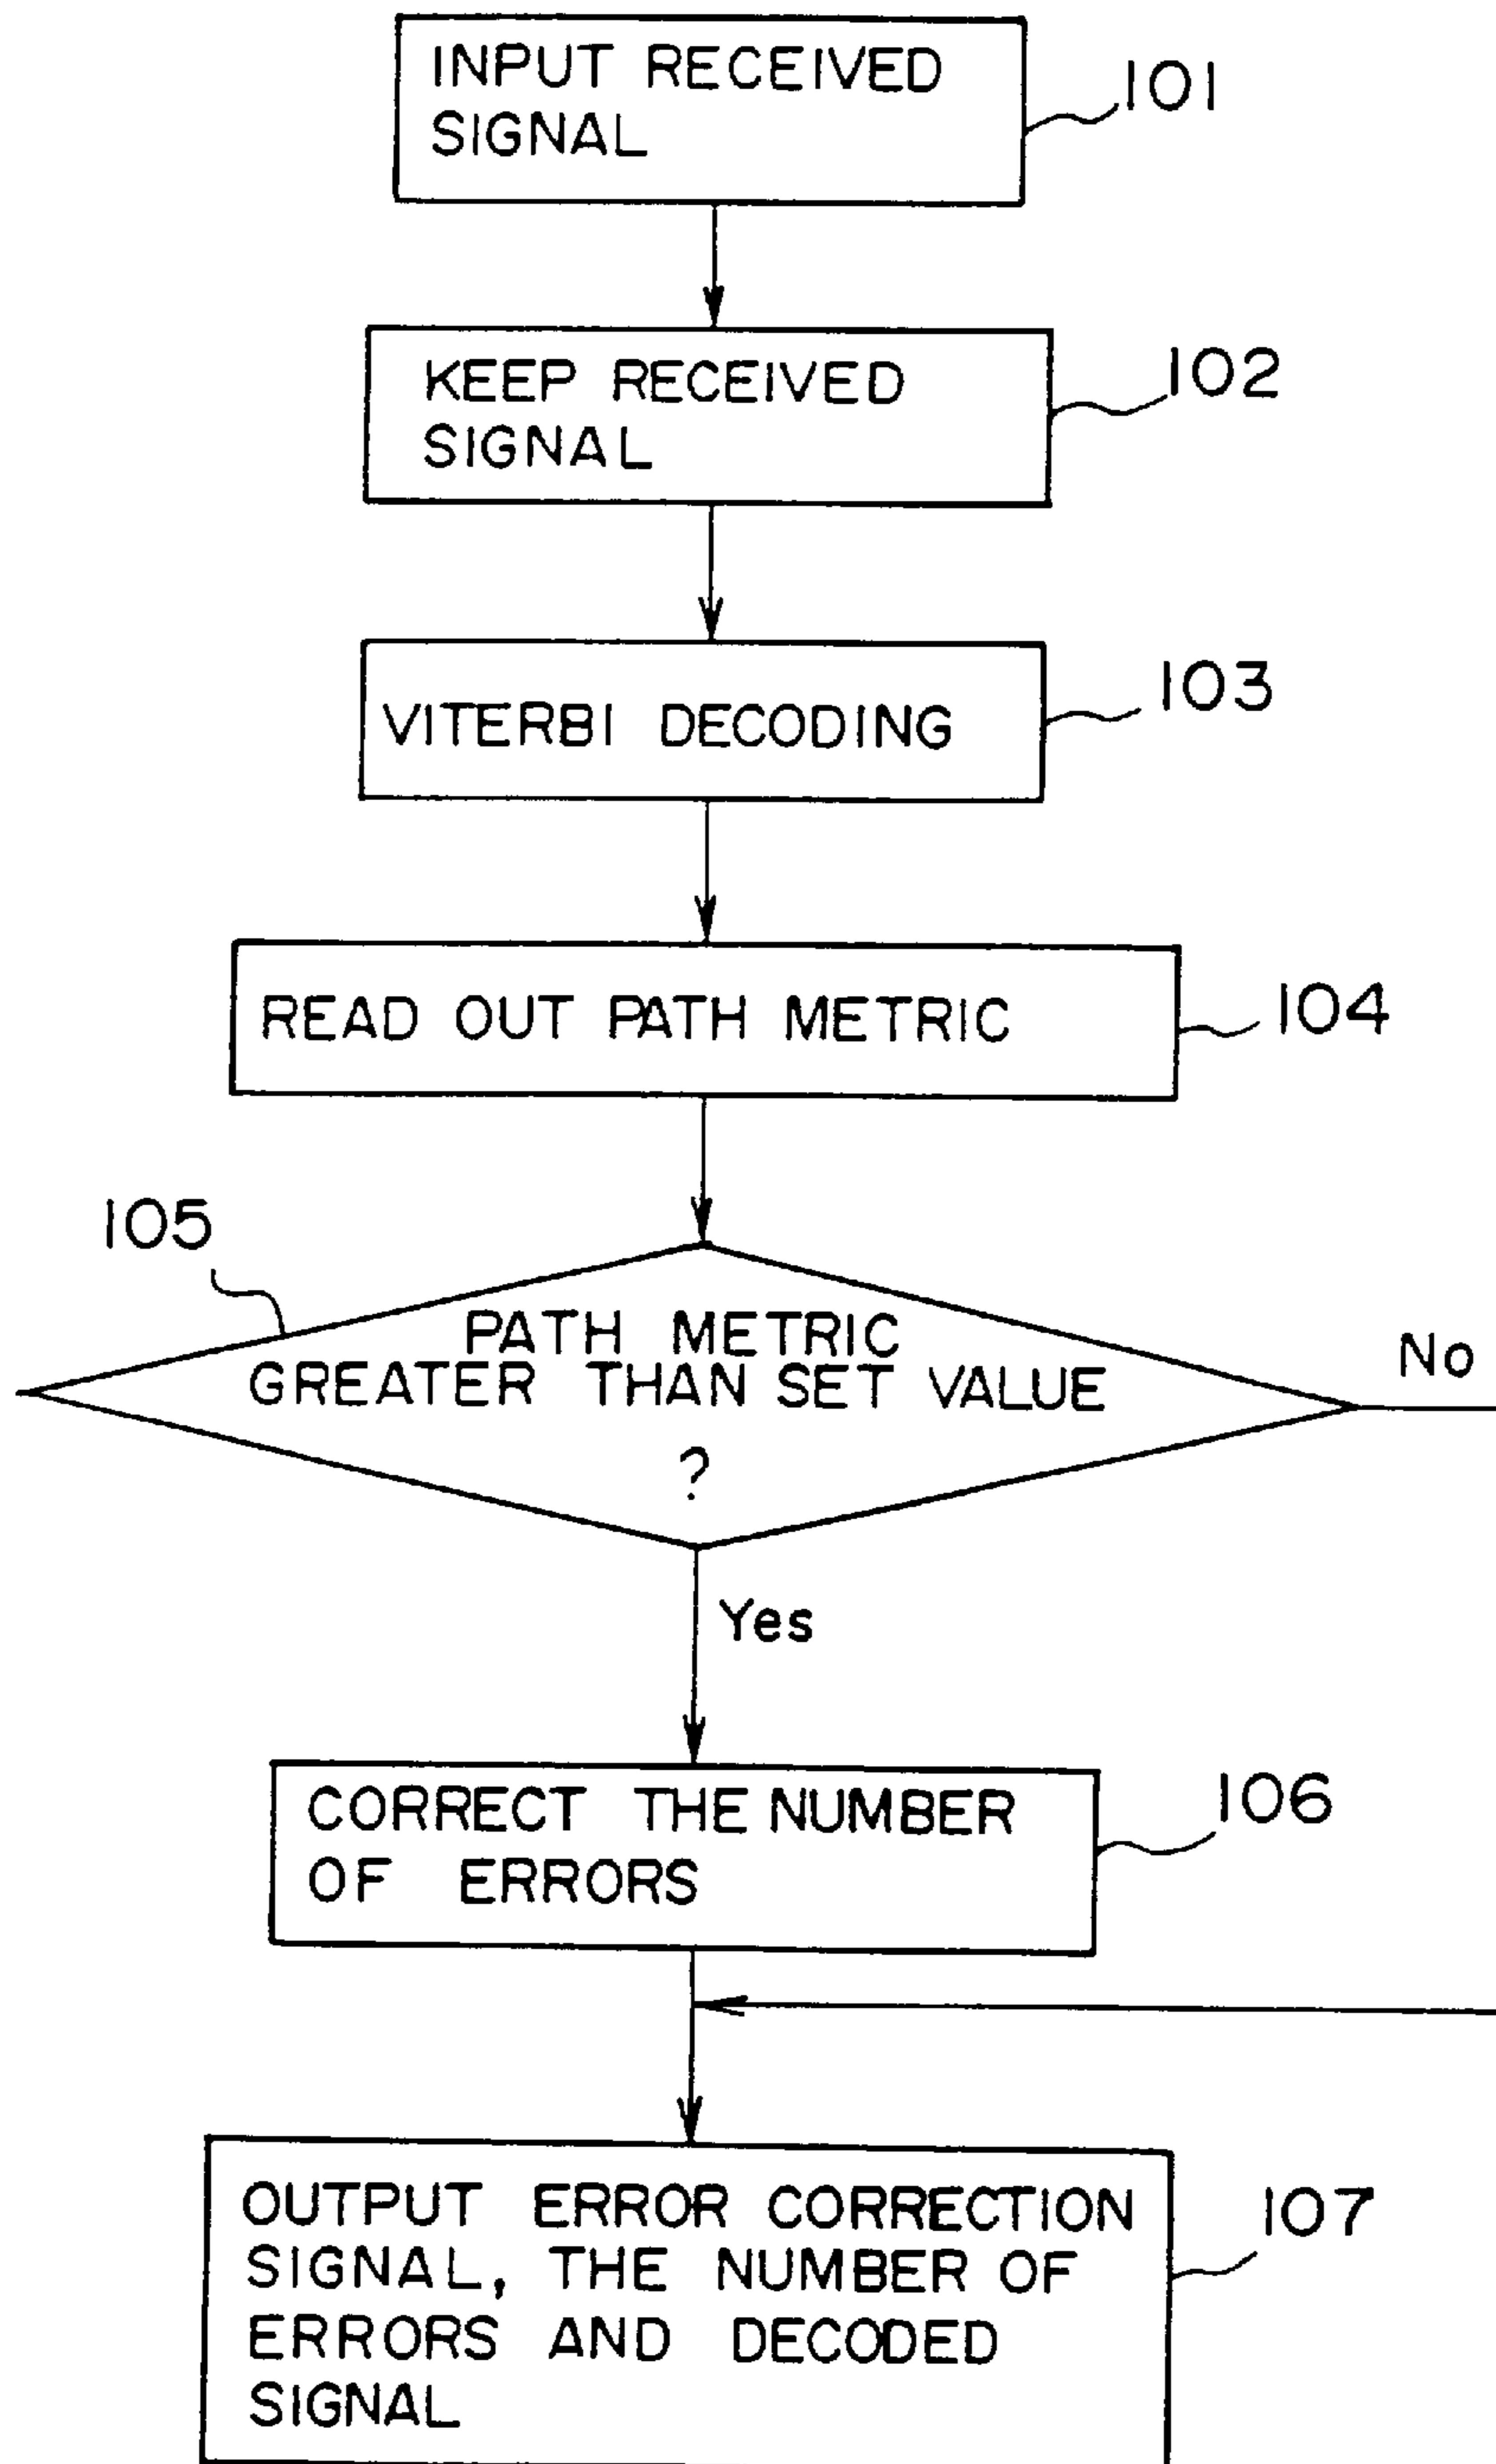 INPUT RECEIVED
SIGNAL
101
KEEP RECEIVED
SIGNAL
102
VITERBI DECODING
103
READ OUT PATH METRIC
104
105
PATH METRIC
GREATER THAN SET VALUE
?
No
Yes
CORRECT THE NUMBER
OF ERRORS
106
OUTPUT ERROR CORRECTION
SIGNAL, THE NUMBER OF
ERRORS AND DECODED
SIGNAL
107